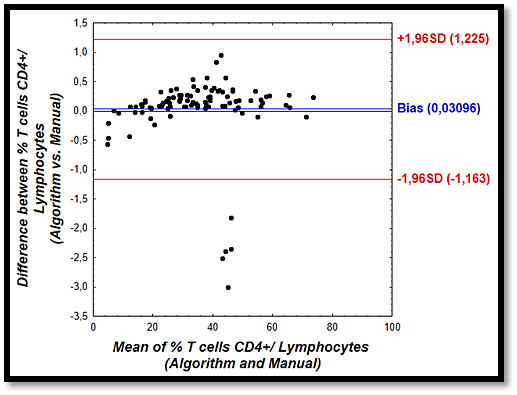 Difference between % T cells CD4+/
Lymphocytes
(Algorithm vs. Manual)
1,5
1,0
0,5
0,0
-0,5
-1,0
-1,5
-2,0
-2,5
-3,0
-3,5
+1,96SD (1,225)
Bias (0,03096)
-1,96SD (-1,163)
0 20 40 60 80 100
Mean of % T cells CD4+/ Lymphocytes
(Algorithm and Manual)